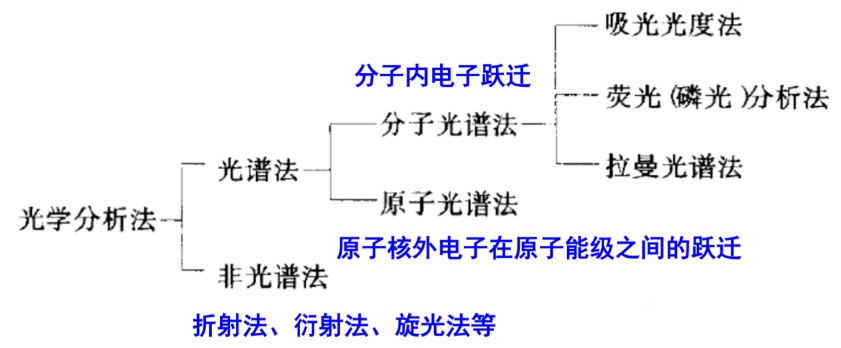 吸光光度法
分子内电子跃迁
荧光(磷光)分析法
分子光谱法
光谱法
拉曼光谱法
光学分析法
原子光谱法
原子核外电子在原子能级之间的跃迁
非光谱法
折射法、衍射法、旋光法等